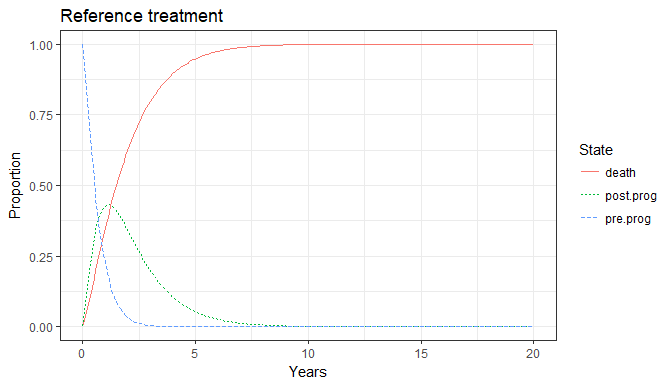 Reference treatment
1.00
0.75
0.50
0.25
0.00
Proportion
0
5
10
15
20
Years
State
death
post.prog
pre.prog